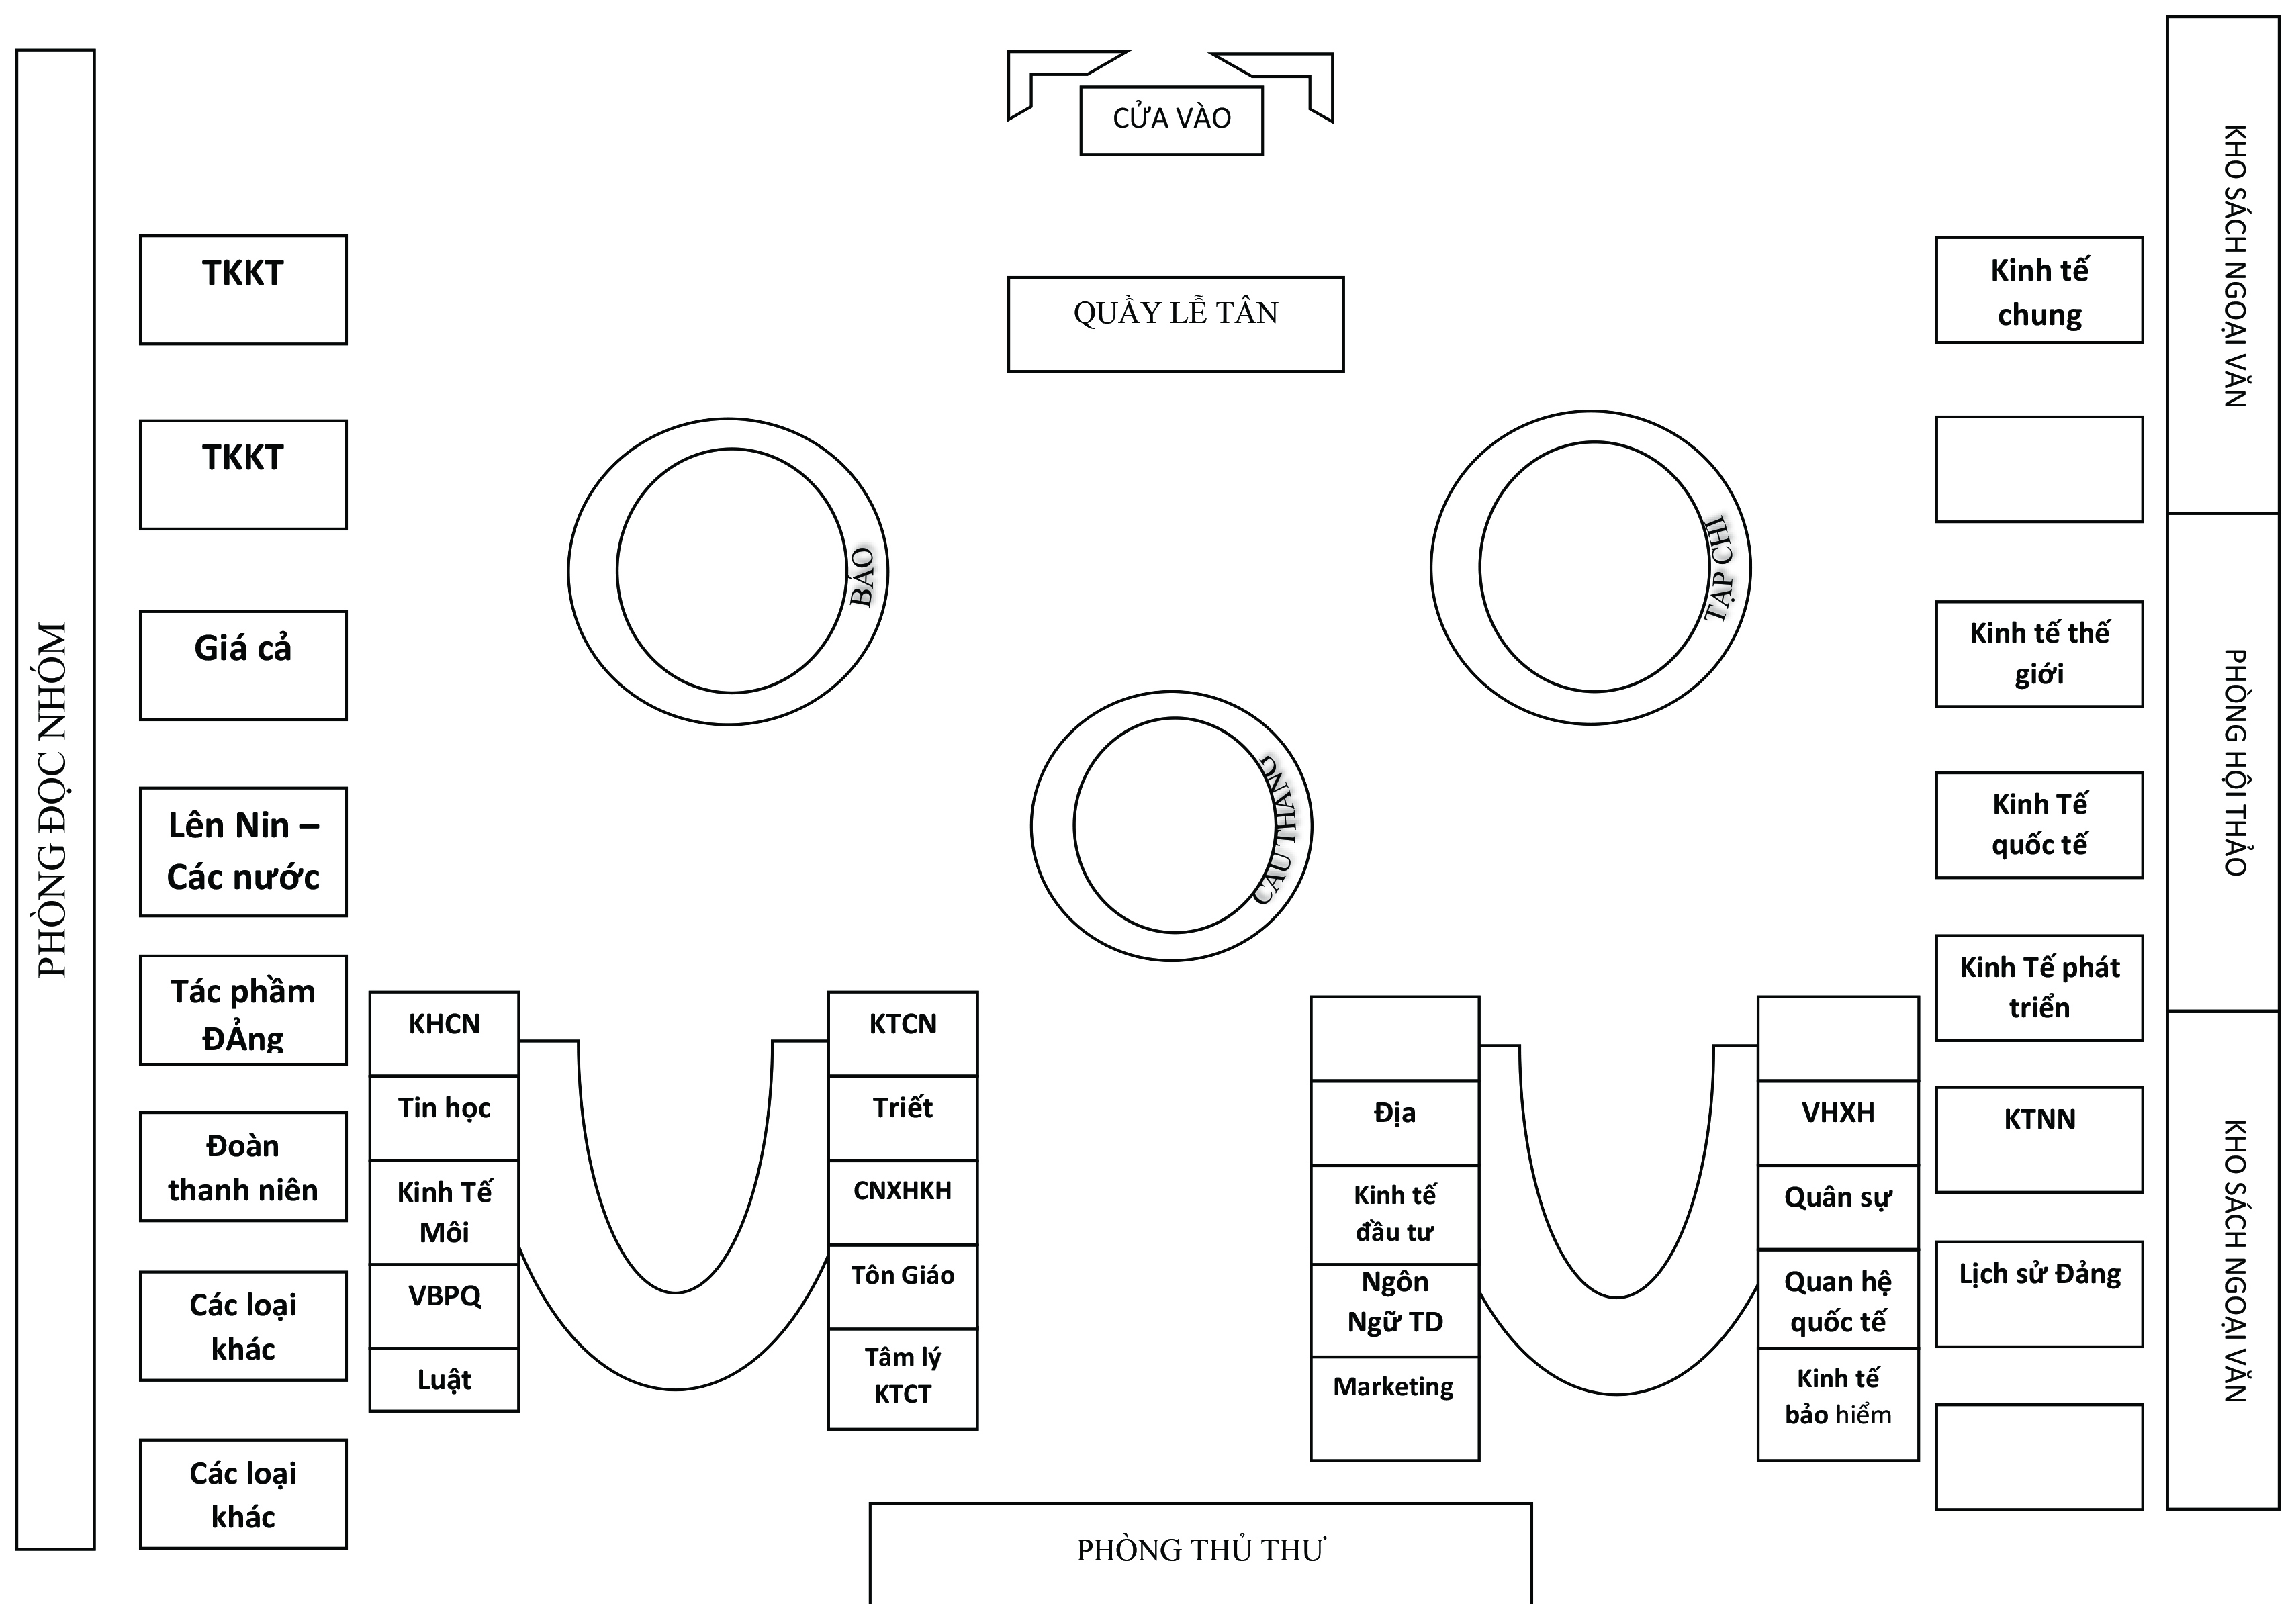 CỬA VÀO
QUẦY LỄ TÂN
PHÒNG ĐỌC NHÓM
TKKT
TKKT
Giá cả
Lên Nin –
Các nước
Tác phầm
ĐẢng
Đoàn
thanh niên
Các loại
khác
Các loại
khác
BÁO
TẠP CHI
CẦU THANG
KHCN
Tin học
Kinh Tế
Môi
VBPQ
Luật
KTCN
Triết
CNXHKH
Tôn Giáo
Tâm lý
KTCT
Địa
Kinh tế
đầu tư
Ngôn
Ngữ TD
Marketing
VHXH
Quân sự
Quan hệ
quốc tế
Kinh tế
bảo hiểm
Kinh tế
chung
Kinh tế thế
giới
Kinh Tế
quốc tế
Kinh Tế phát
triển
KTNN
Lịch sử Đảng
KHO SÁCH NGOẠI VĂN
PHÒNG HỘI THẢO
KHO SÁCH NGOẠI VĂN
PHÒNG THỦ THƯ